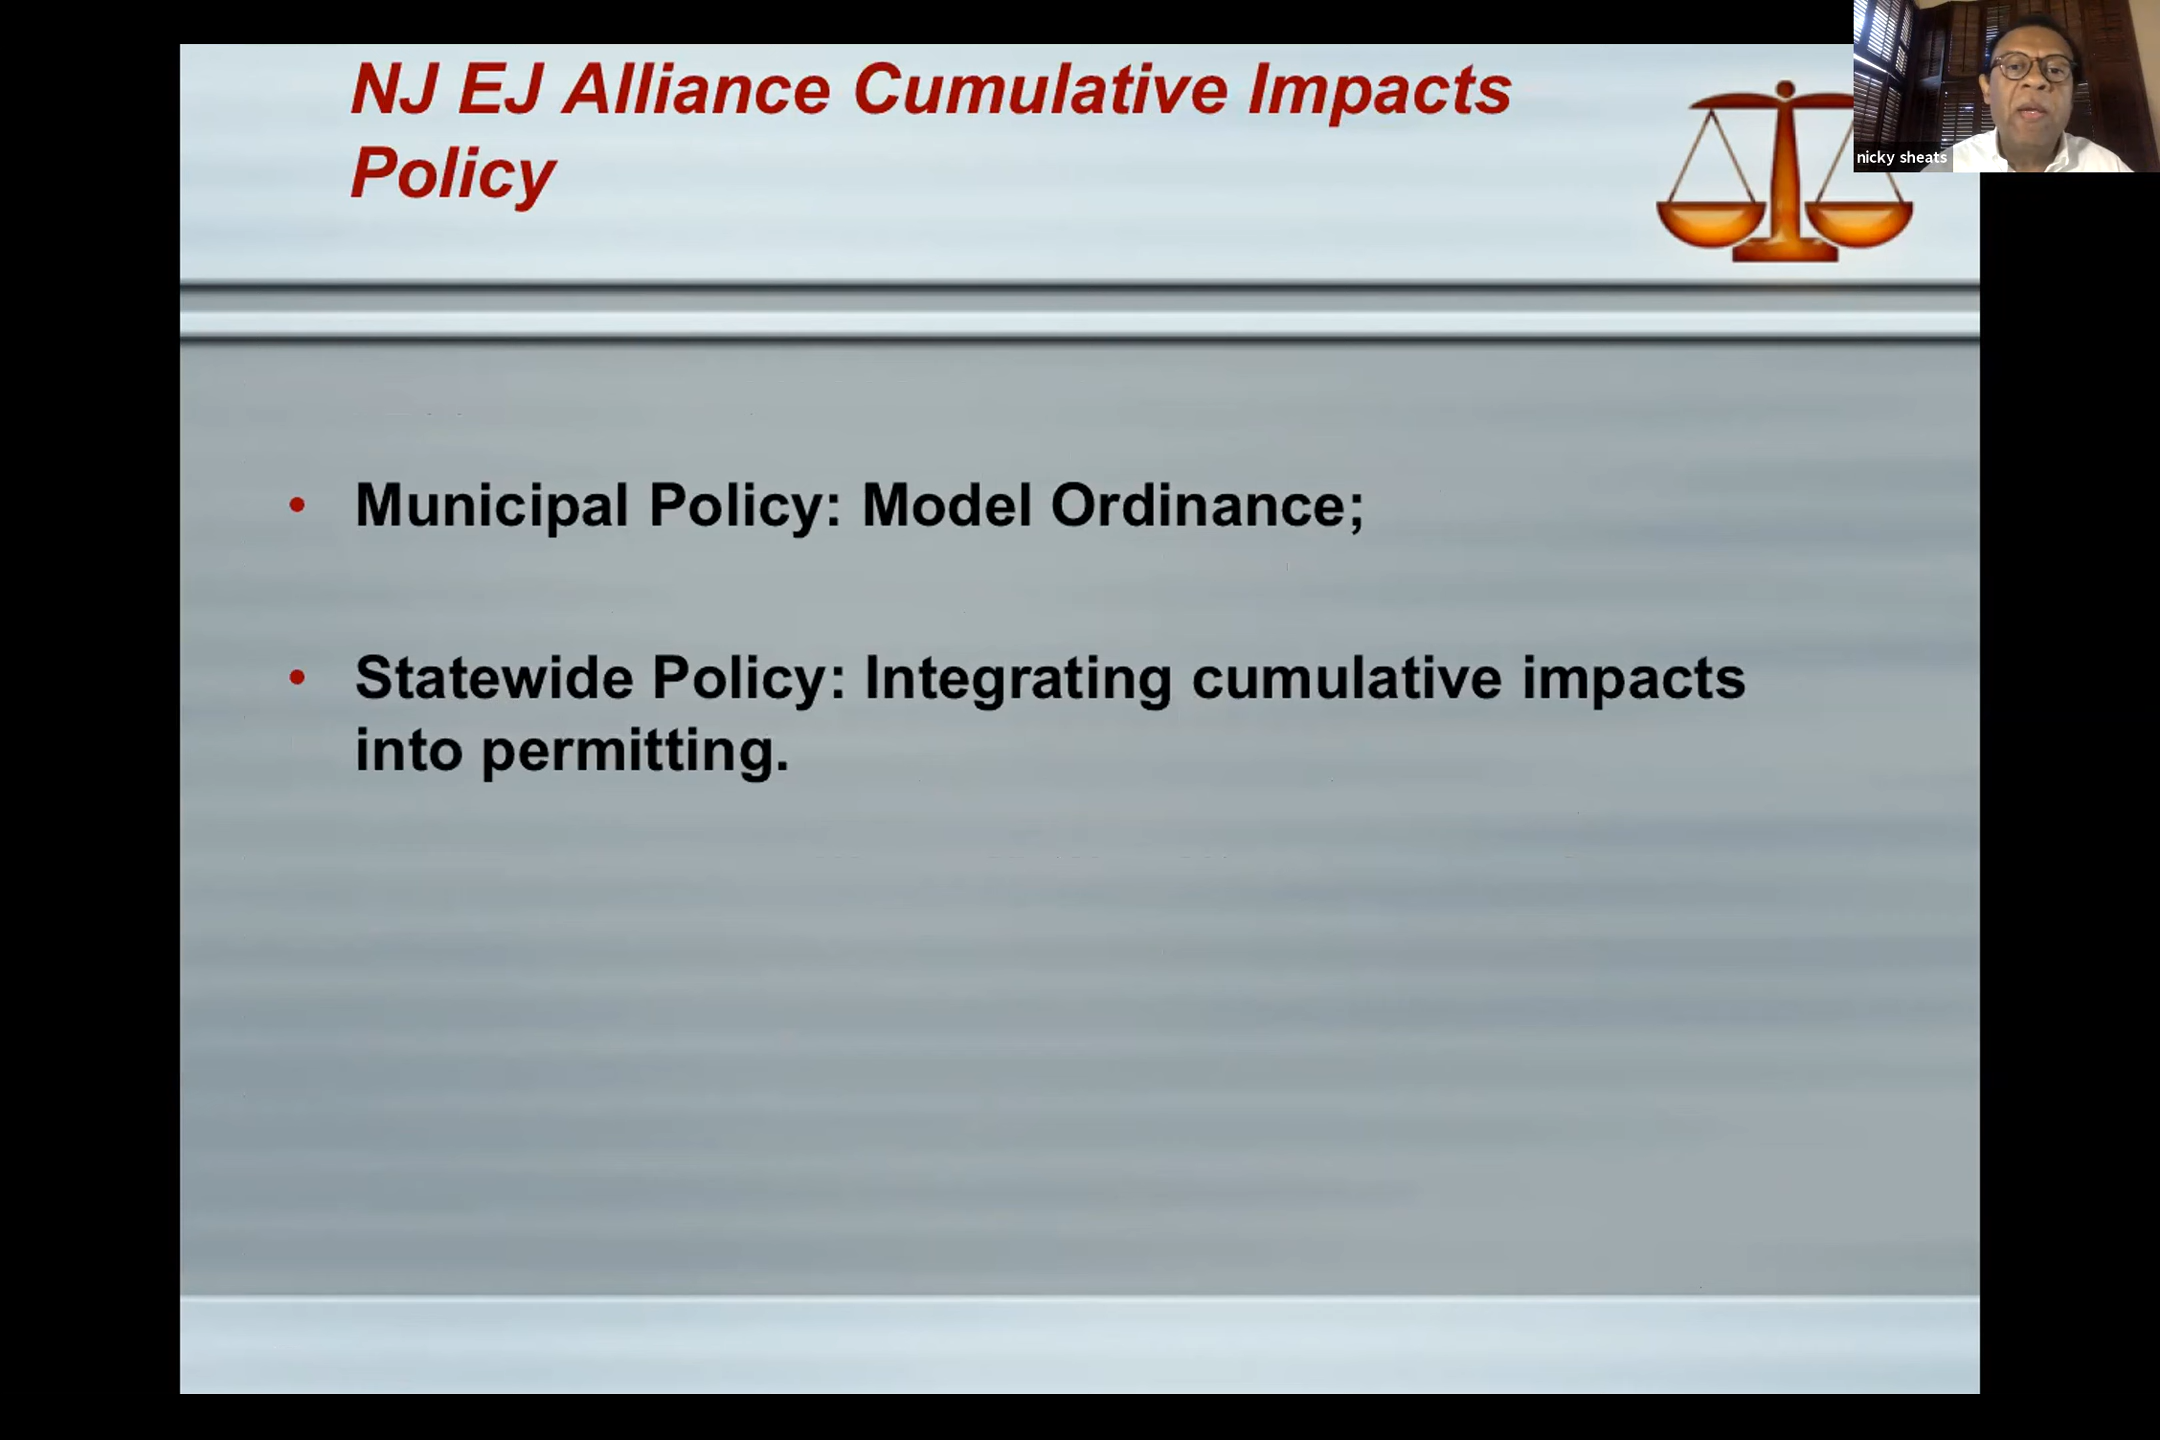 NJ EJ Alliance Cumulative Impacts
Policy
nicky sheats
• Municipal Policy: Model Ordinance;
• Statewide Policy: Integrating cumulative impacts
into permitting.